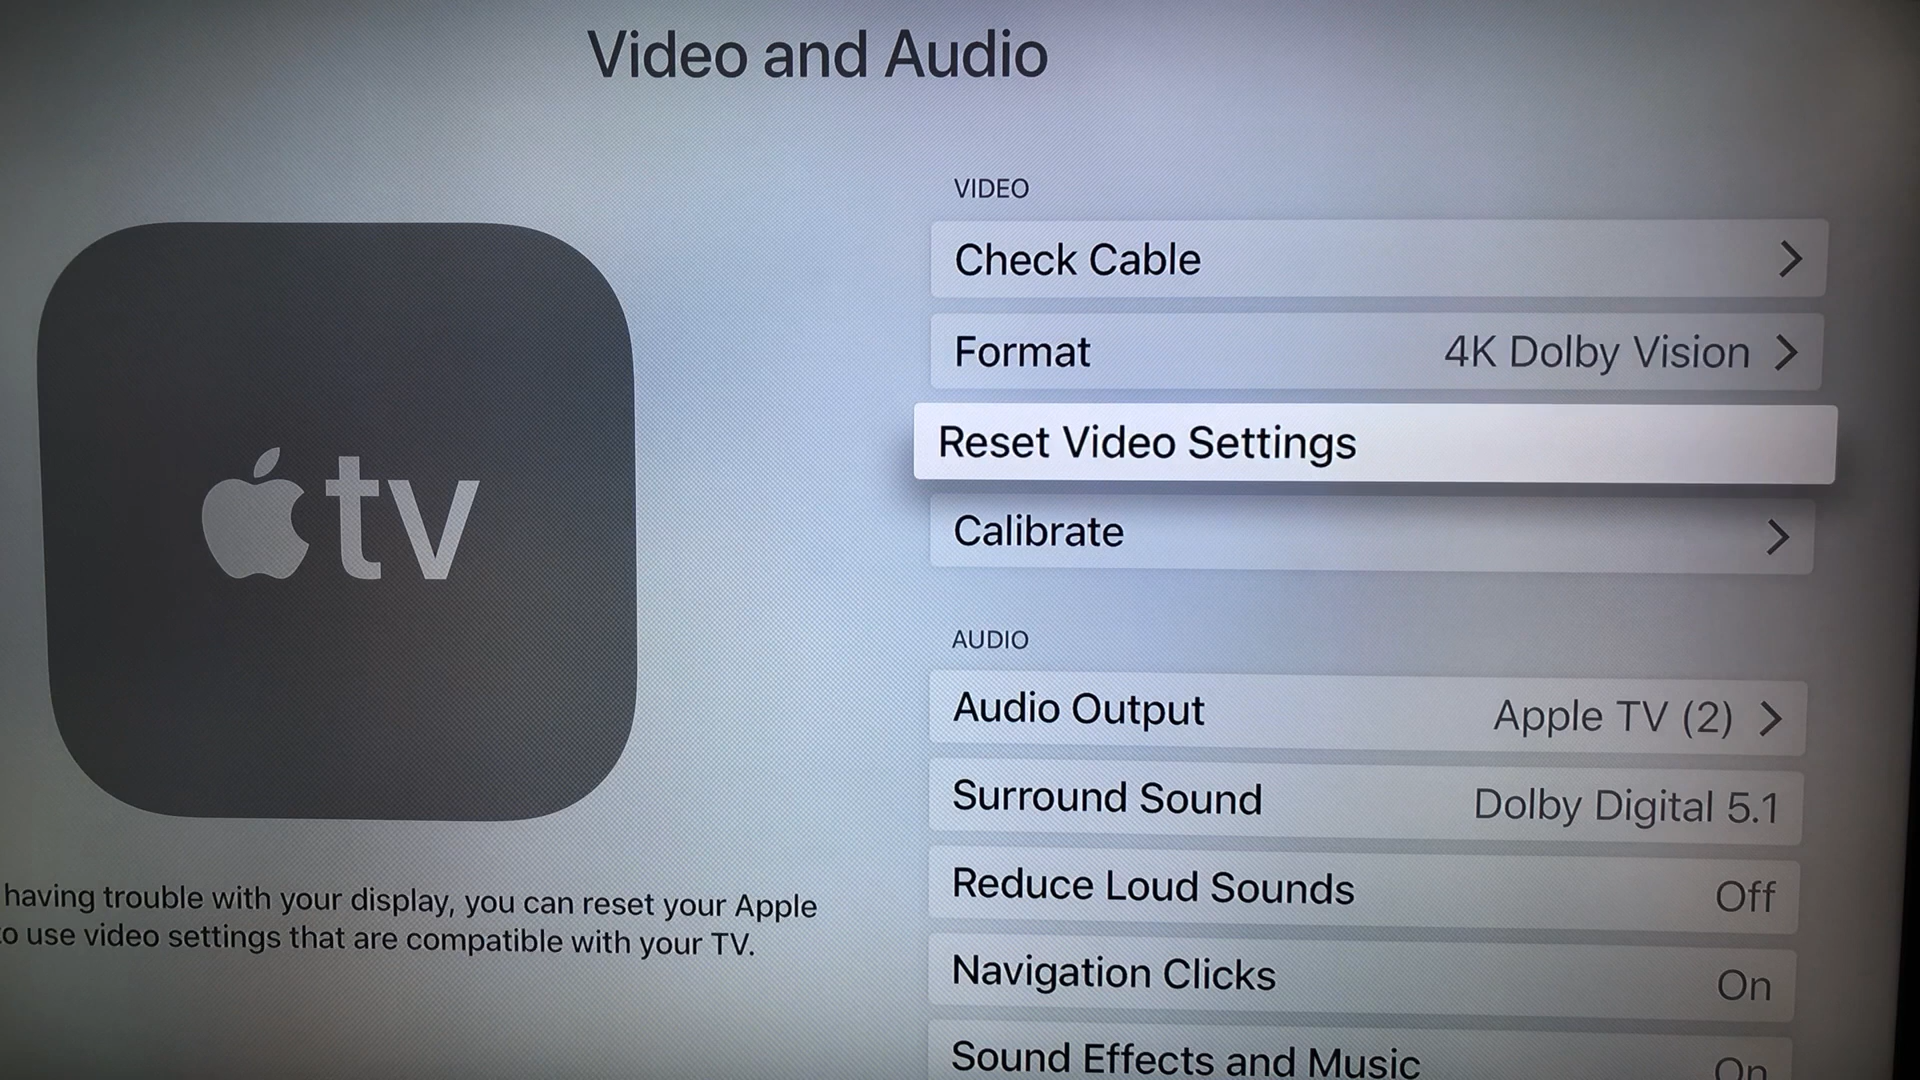 Video and Audio
VIDEO
Check Cable
Format 4K Dolby Vision
Reset Video Settings
Calibrate
tv
AUDIO
Audio Output Apple TV (2)
Surround Sound Dolby Digital 5.1
Reduce Loud Sounds Off
Navigation Clicks On
Sound Effects and Music On
having trouble with your display, you can reset your Apple
o use video settings that are compatible with your TV.